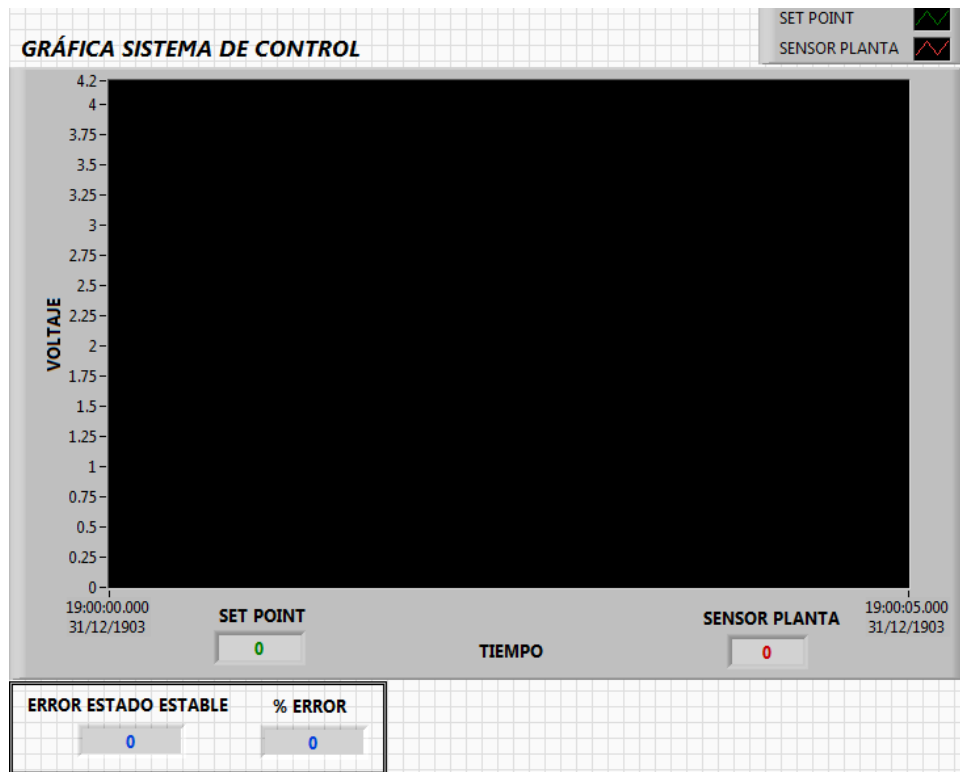 SET POINT
SENSOR PLANTA
GRÁFICA SISTEMA DE CONTROL
4.2
4
3.75
3.5
3.25
3
2.75
2.5
2.25
2
1.75
1.5
1.25
1
0.75
0.5
0.25
0
VOLTAJE
19:00:00.000
31/12/1903
19:00:05.000
31/12/1903
SET POINT
0
TIEMPO
SENSOR PLANTA
0
ERROR ESTADO ESTABLE
0
% ERROR
0